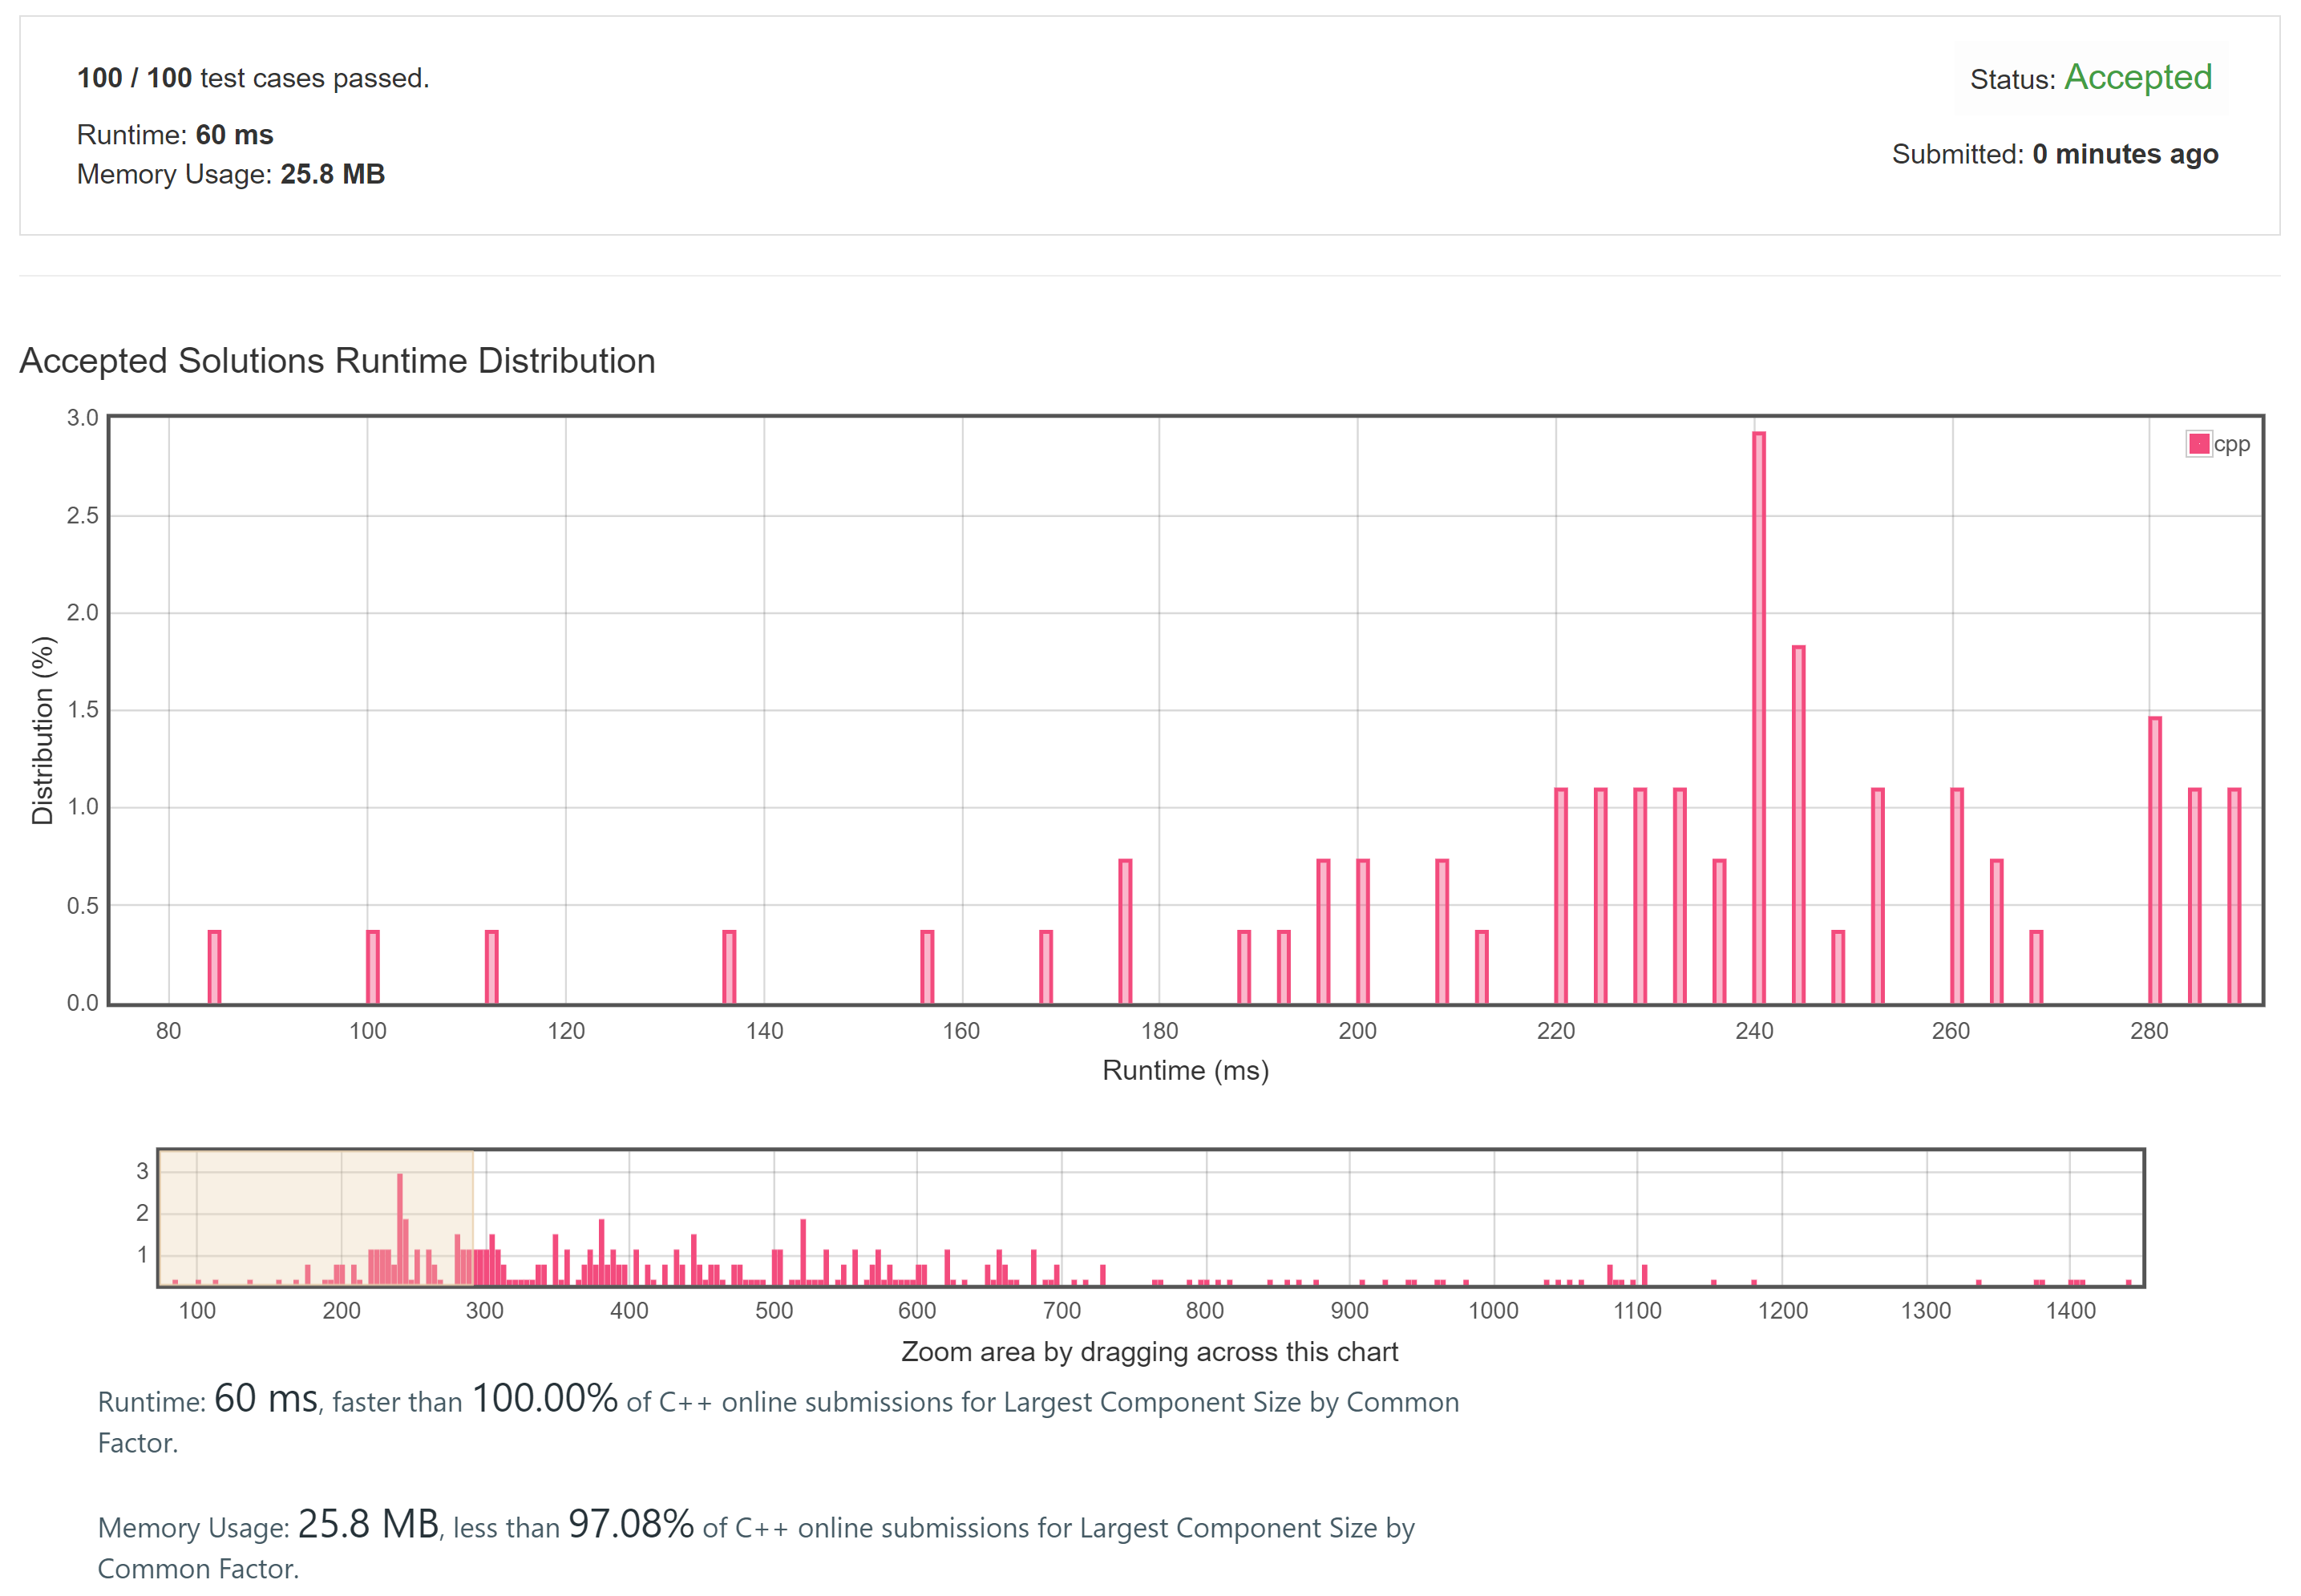 100 / 100 test cases passed.
Status: Accepted
Runtime: 60 ms
Submitted: 0 minutes ago
Memory Usage: 25.8 MB
Accepted Solutions Runtime Distribution
3.0
cpp
2.5
2.0
Distribution (%)
1.5
1.0
0.5
0.0
80 100 120 140 160 180 200 220 240 260 280
Runtime (ms)
3
2
1
100 200 300 400 500 600 700 800 900 1000 1100 1200 1300 1400
Zoom area by dragging across this chart
Runtime: 60 ms, faster than 100.00% of C++ online submissions for Largest Component Size by Common
Factor.
Memory Usage: 25.8 MB, less than 97.08% of C++ online submissions for Largest Component Size by
Common Factor.